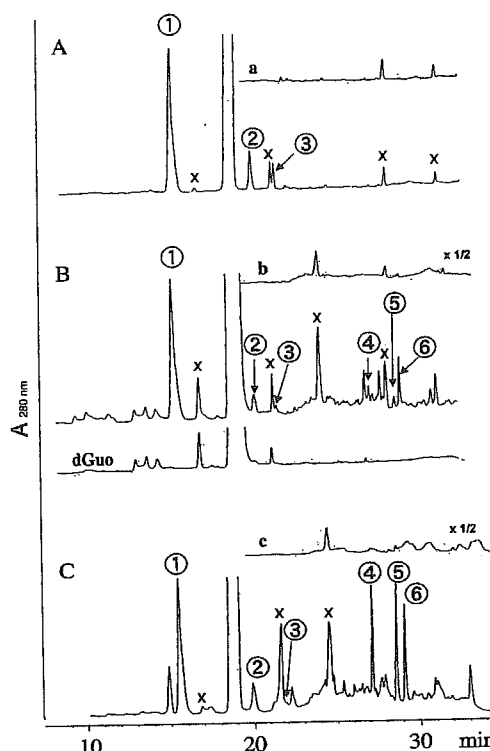 ①
A
a
②
x
③
x
x
x
①
B
b
x 1/2
x
⑤
④
x
⑥
②
x
③
x
A 280 nm
dGuo
c
x 1/2
①
C
④
⑤
x
x
⑥
③
②
x
10
20
30
min